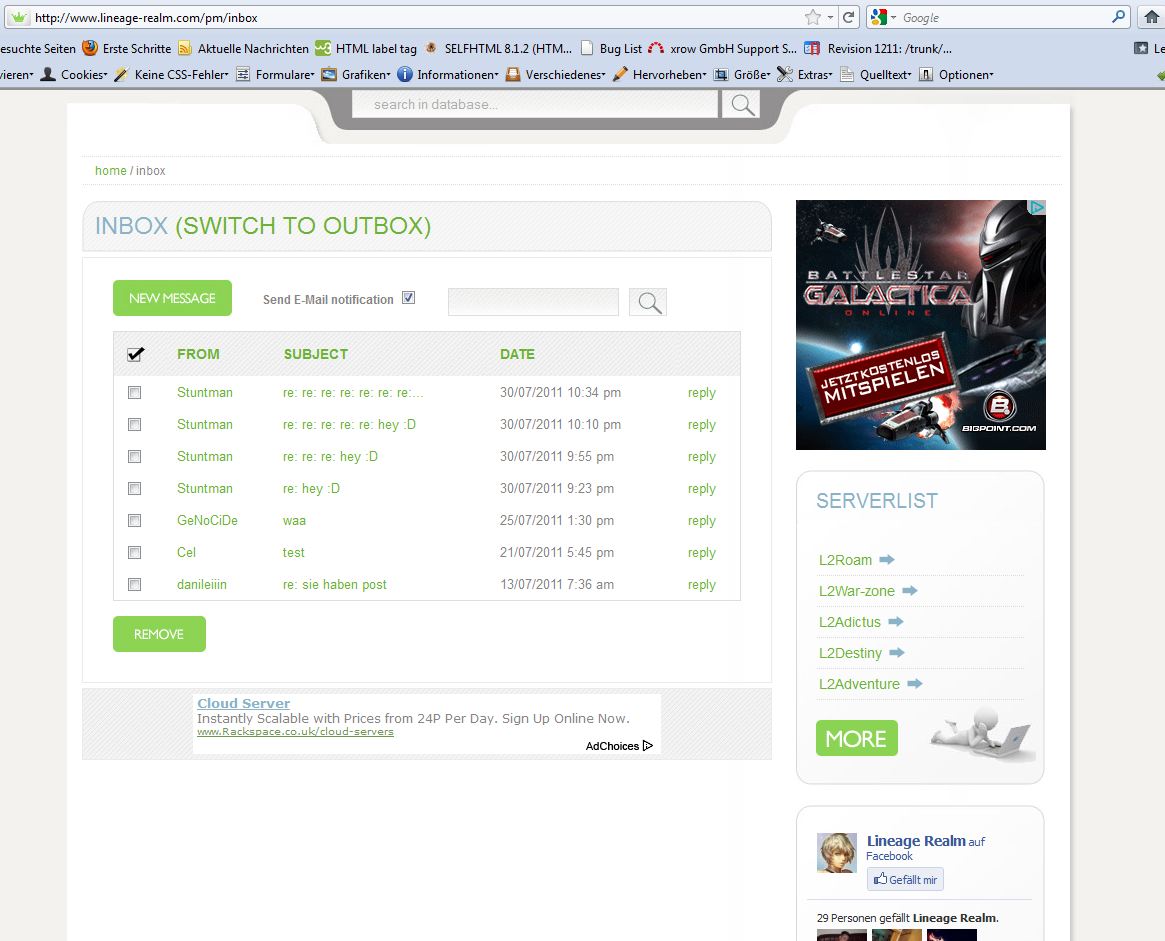 http://www.lineage-realm.com/pm/inbox
Google
esuchte Seiten Erste Schritte Aktuelle Nachrichten HTML label tag SELFHTML 8.1.2 (HTM... Bug List xrow GmbH Support S... Revision 1211: /trunk/... Le
vieren Cookies Keine CSS-Fehler Formulare Grafiken Informationen Verschiedenes Hervorheben Größe Extras Quelltext Optionen
search in database...
home / inbox
INBOX (SWITCH TO OUTBOX)
NEW MESSAGE
Send E-Mail notification
FROM SUBJECT DATE
Stuntman re: re: re: re: re: re: re:... 30/07/2011 10:34 pm reply
Stuntman re: re: re: re: re: hey :D 30/07/2011 10:10 pm reply
Stuntman re: re: re: hey :D 30/07/2011 9:55 pm reply
Stuntman re: hey :D 30/07/2011 9:23 pm reply
GeNoCiDe waa 25/07/2011 1:30 pm reply
Cel test 21/07/2011 5:45 pm reply
danileiiin re: sie haben post 13/07/2011 7:36 am reply
REMOVE
Cloud Server
Instantly Scalable with Prices from 24P Per Day. Sign Up Online Now.
www.Rackspace.co.uk/cloud-servers
AdChoices
BATTLESTAR
GALACTICA
ONLINE
JETZT KOSTENLOS
MITSPIELEN
B
BIGPOINT.COM
SERVERLIST
L2Roam
L2War-zone
L2Adictus
L2Destiny
L2Adventure
MORE
Lineage Realm auf
Facebook
Gefällt mir
29 Personen gefällt Lineage Realm.